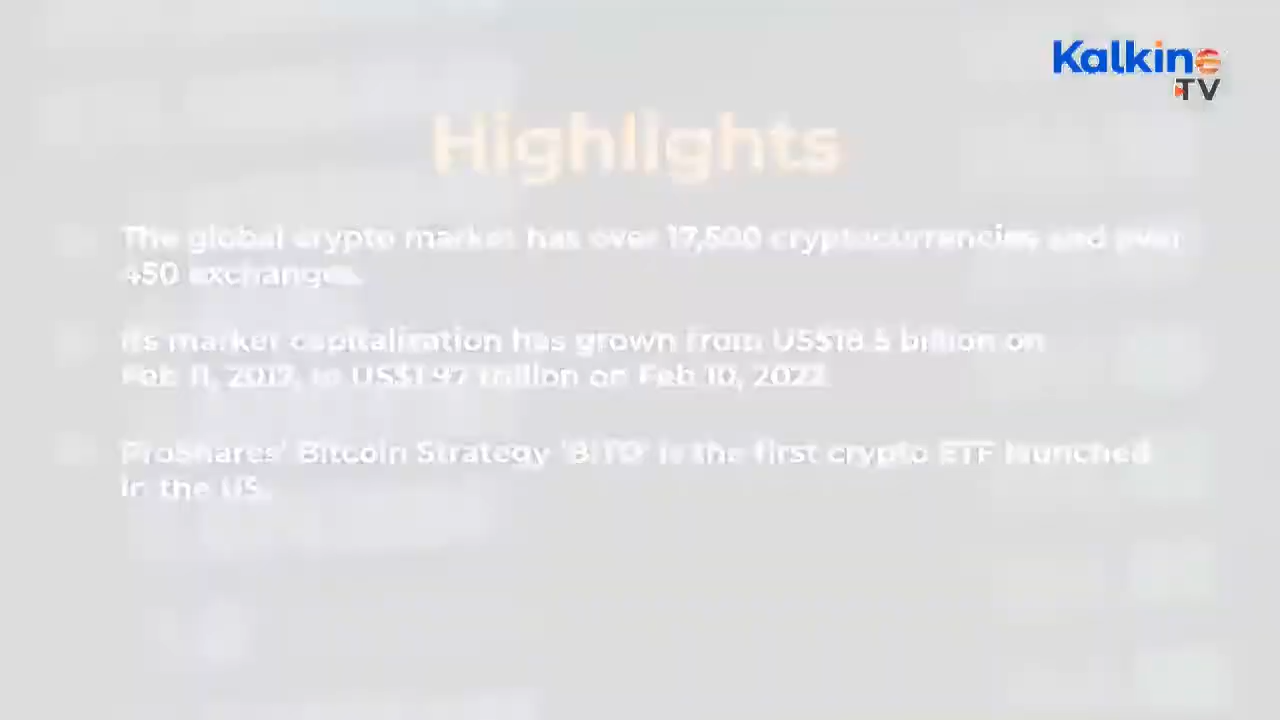 Kalkine
TV
Highlights
The global crypto market has over 17,500 cryptocurrencies and over
450 exchanges.
Its market capitalization has grown from US$18.5 billion on
Feb 11, 2017, to US$1.97 trillion on Feb 10, 2022.
ProShares' Bitcoin Strategy 'BITO' is the first crypto ETF launched
in the US.